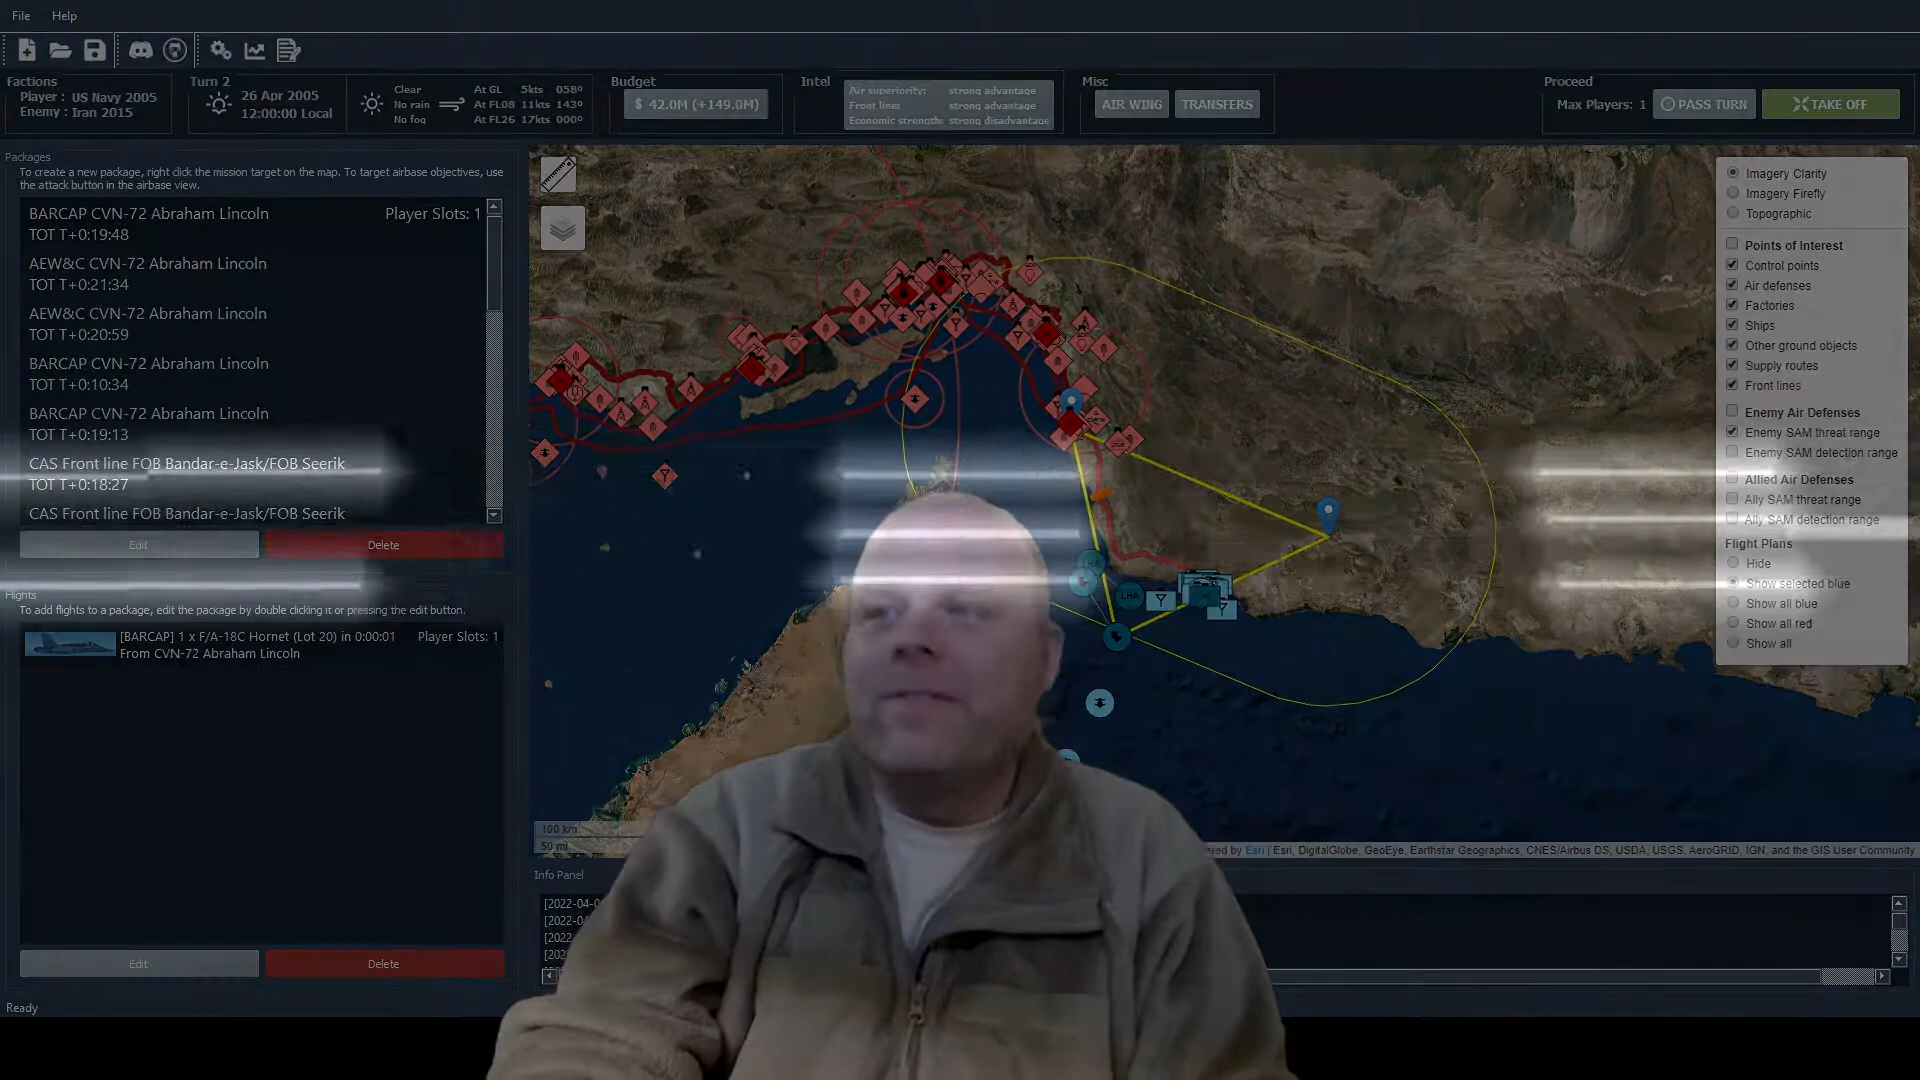 File Help
Factions
Player : US Navy 2005
Enemy : Iran 2015
Turn 2
26 Apr 2005
12:00:00 Local
Clear
No rain
No fog
At GL 5kts 058º
At FL08 11kts 143º
At FL26 17kts 000º
Budget
$ 42.0M (+149.0M)
Intel
Air superiority: strong advantage
Front line: strong advantage
Economic strength: strong disadvantage
Misc
AIR WING
TRANSFERS
Proceed
Max Players: 1
PASS TURN
TAKE OFF
Packages
To create a new package, right click the mission target on the map. To target airbase objectives, use
the attack button in the airbase view.
BARCAP CVN-72 Abraham Lincoln Player Slots: 1
TOT T+0:19:48
AEW&C CVN-72 Abraham Lincoln
TOT T+0:21:34
AEW&C CVN-72 Abraham Lincoln
TOT T+0:20:59
BARCAP CVN-72 Abraham Lincoln
TOT T+0:10:34
BARCAP CVN-72 Abraham Lincoln
TOT T+0:19:13
CAS Front line FOB Bandar-e-Jask/FOB Seerik
TOT T+0:18:27
CAS Front line FOB Bandar-e-Jask/FOB Seerik
Edit
Delete
Flights
To add flights to a package, edit the package by double clicking it or pressing the edit button.
[BARCAP] 1 x F/A-18C Hornet (Lot 20) in 0:00:01 Player Slots: 1
From CVN-72 Abraham Lincoln
Edit
Delete
Ready
Imagery Clarity
Imagery Firefly
Topographic
Points of Interest
Control points
Air defenses
Factories
Ships
Other ground objects
Supply routes
Front lines
Enemy Air Defenses
Enemy SAM threat range
Enemy SAM detection range
Allied Air Defenses
Ally SAM threat range
Ally SAM detection range
Flight Plans
Hide
Show selected blue
Show all blue
Show all red
Show all
LHA
LHA
100 km
50 mi
ered by Esri | Esri, DigitalGlobe, GeoEye, Earthstar Geographics, CNES/Airbus DS, USDA, USGS, AeroGRID, IGN, and the GIS User Community
Info Panel
[2022-04-0
[2022-04
[2022
[202